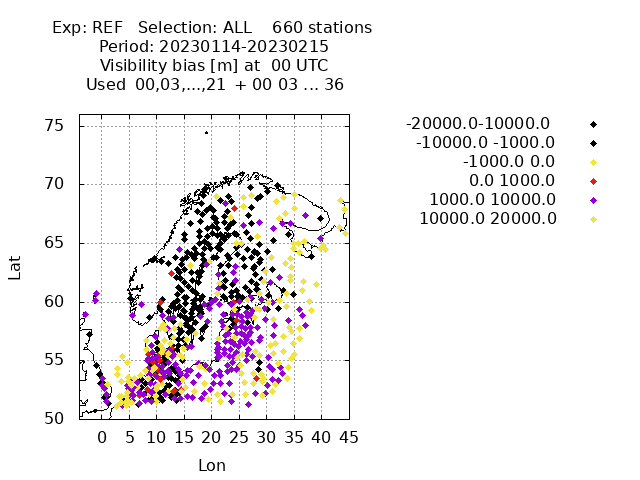 Exp: REF Selection: ALL 660 stations
Period: 20230114-20230215
Visibility bias [m] at 00 UTC
Used 00,03,...,21 + 00 03 ... 36
-20000.0-10000.0
-10000.0 -1000.0
-1000.0 0.0
0.0 1000.0
1000.0 10000.0
10000.0 20000.0
75
70
65
60
55
50
Lat
0 5 10 15 20 25 30 35 40 45
Lon